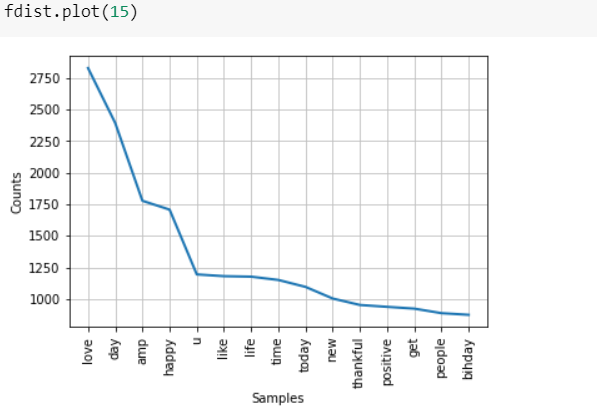 fdist.plot(15)
2750
2500
2250
2000
1750
1500
1250
1000
Counts
love
day
amp
happy
u
like
life
time
today
new
thankful
positive
get
people
bihday
Samples